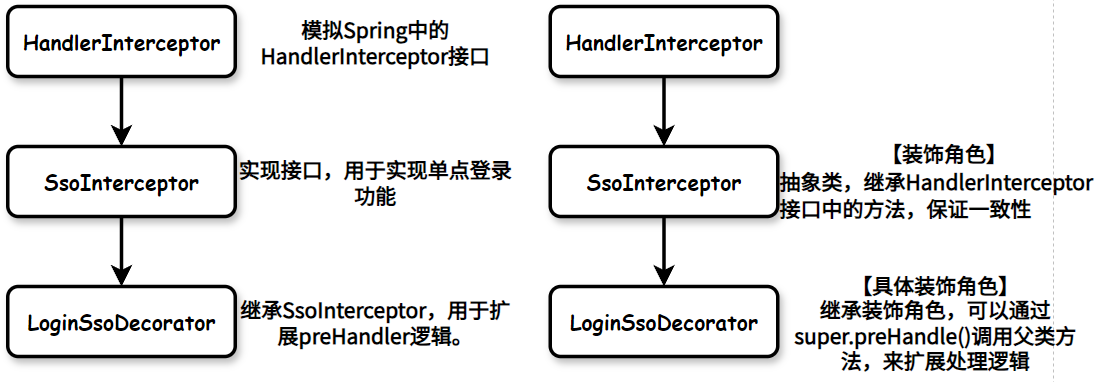 HandlerInterceptor
模拟Spring中的
HandlerInterceptor接口
SsoInterceptor
实现接口，用于实现单点登录
功能
LoginSsoDecorator
继承SsoInterceptor，用于扩
展preHandler逻辑。
HandlerInterceptor
SsoInterceptor
【装饰角色】
抽象类，继承HandlerInterceptor
接口中的方法，保证一致性
LoginSsoDecorator
【具体装饰角色】
继承装饰角色，可以通过
super.preHandle()调用父类方
法，来扩展处理逻辑